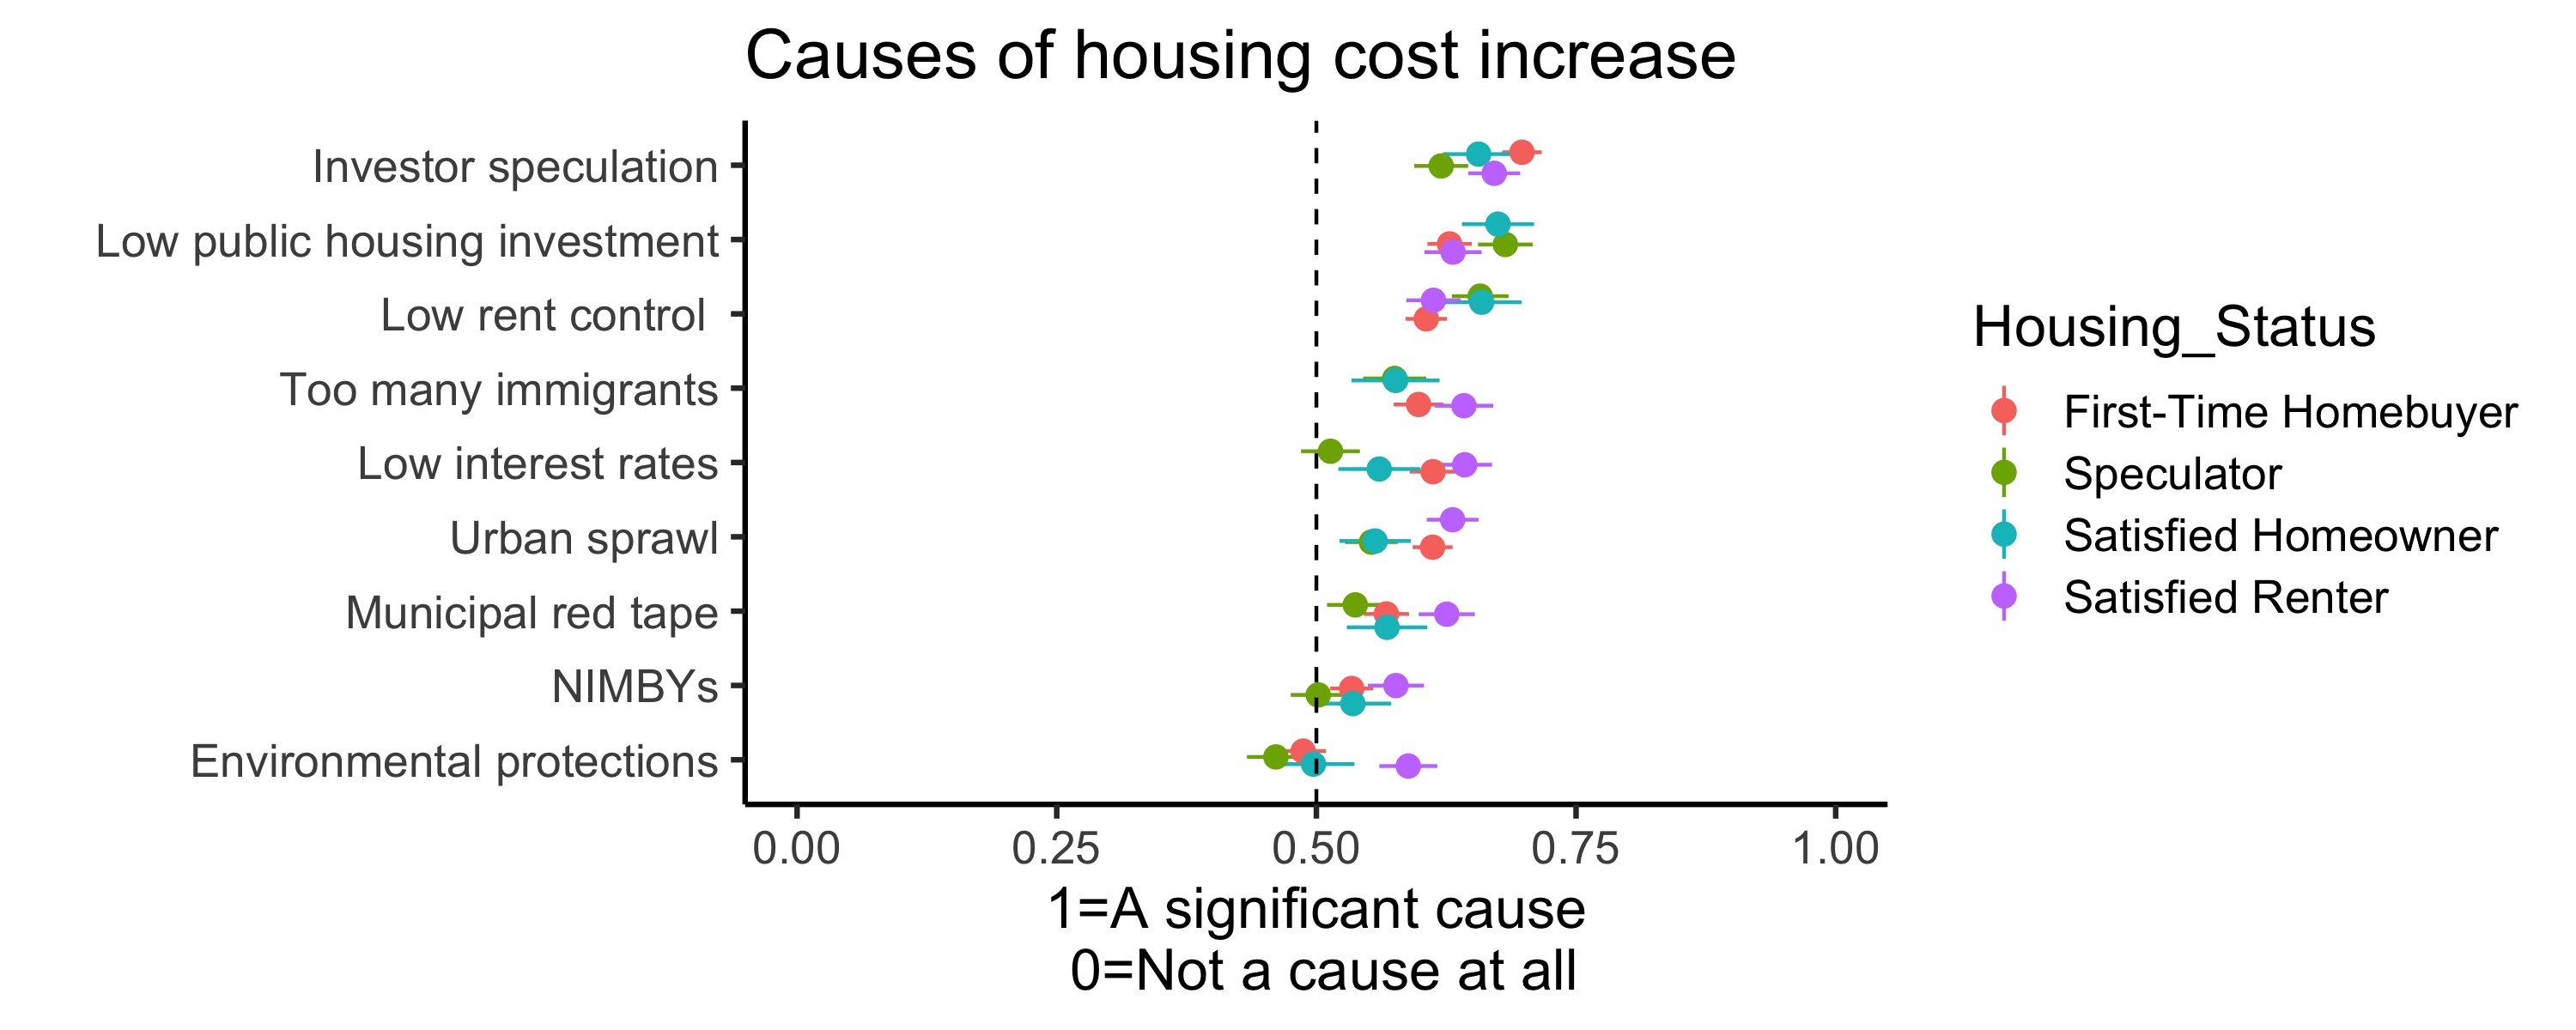 Causes of housing cost increase
Investor speculation
Low public housing investment
Low rent control
Too many immigrants
Low interest rates
Urban sprawl
Municipal red tape
NIMBYs
Environmental protections
0.00 0.25 0.50 0.75 1.00
1=A significant cause
0=Not a cause at all
Housing_Status
First-Time Homebuyer
Speculator
Satisfied Homeowner
Satisfied Renter